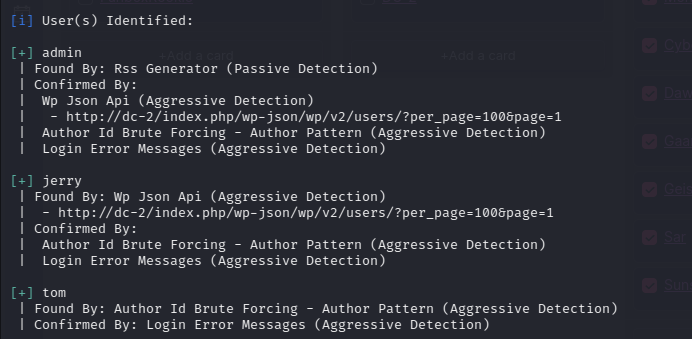 [i] User(s) Identified:
[+] admin
| Found By: Rss Generator (Passive Detection)
| Confirmed By:
|  Wp Json Api (Aggressive Detection)
|   - http://dc-2/index.php/wp-json/wp/v2/users/?per_page=100&page=1
|  Author Id Brute Forcing - Author Pattern (Aggressive Detection)
|  Login Error Messages (Aggressive Detection)
[+] jerry
| Found By: Wp Json Api (Aggressive Detection)
|  - http://dc-2/index.php/wp-json/wp/v2/users/?per_page=100&page=1
| Confirmed By:
|  Author Id Brute Forcing - Author Pattern (Aggressive Detection)
|  Login Error Messages (Aggressive Detection)
[+] tom
| Found By: Author Id Brute Forcing - Author Pattern (Aggressive Detection)
| Confirmed By: Login Error Messages (Aggressive Detection)
+Add a card
+Add a card